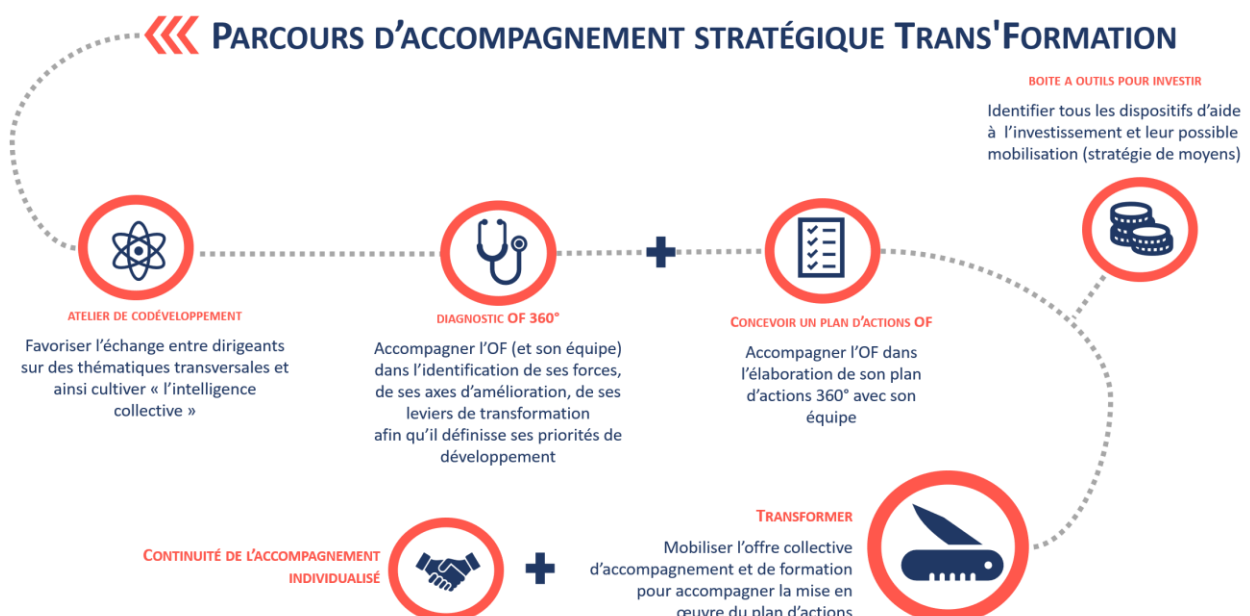 PARCOURS D'ACCOMPAGNEMENT STRATÉGIQUE TRANS'FORMATION
BOITE A OUTILS POUR INVESTIR
Identifier tous les dispositifs d'aide
à l'investissement et leur possible
mobilisation (stratégie de moyens)
ATELIER DE CODÉVELOPPEMENT
Favoriser l'échange entre dirigeants
sur des thématiques transversales et
ainsi cultiver « l'intelligence
collective »
DIAGNOSTIC OF 360°
Accompagner l'OF (et son équipe)
dans l'identification de ses forces,
de ses axes d'amélioration, de ses
leviers de transformation
afin qu'il définisse ses priorités de
développement
CONCEVOIR UN PLAN D'ACTIONS OF
Accompagner l'OF dans
l'élaboration de son plan
d'actions 360° avec son
équipe
TRANSFORMER
Mobiliser l'offre collective
d'accompagnement et de formation
pour accompagner la mise en
œuvre du plan d'actions
CONTINUITÉ DE L'ACCOMPAGNEMENT
INDIVIDUALISÉ